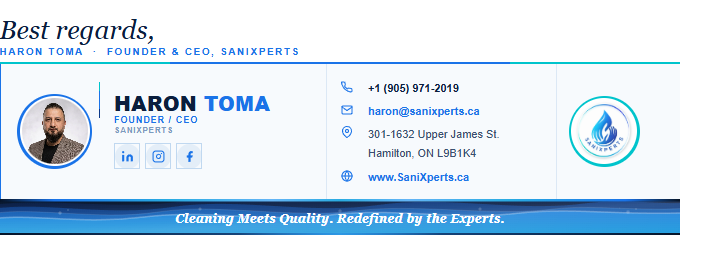 Best regards,
HARON TOMA · FOUNDER & CEO, SANIXPERTS
HARON TOMA
FOUNDER / CEO
SANIXPERTS
+1 (905) 971-2019
haron@sanixperts.ca
301-1632 Upper James St.
Hamilton, ON L9B1K4
www.SaniXperts.ca
SANIXPERTS
Cleaning Meets Quality. Redefined by the Experts.